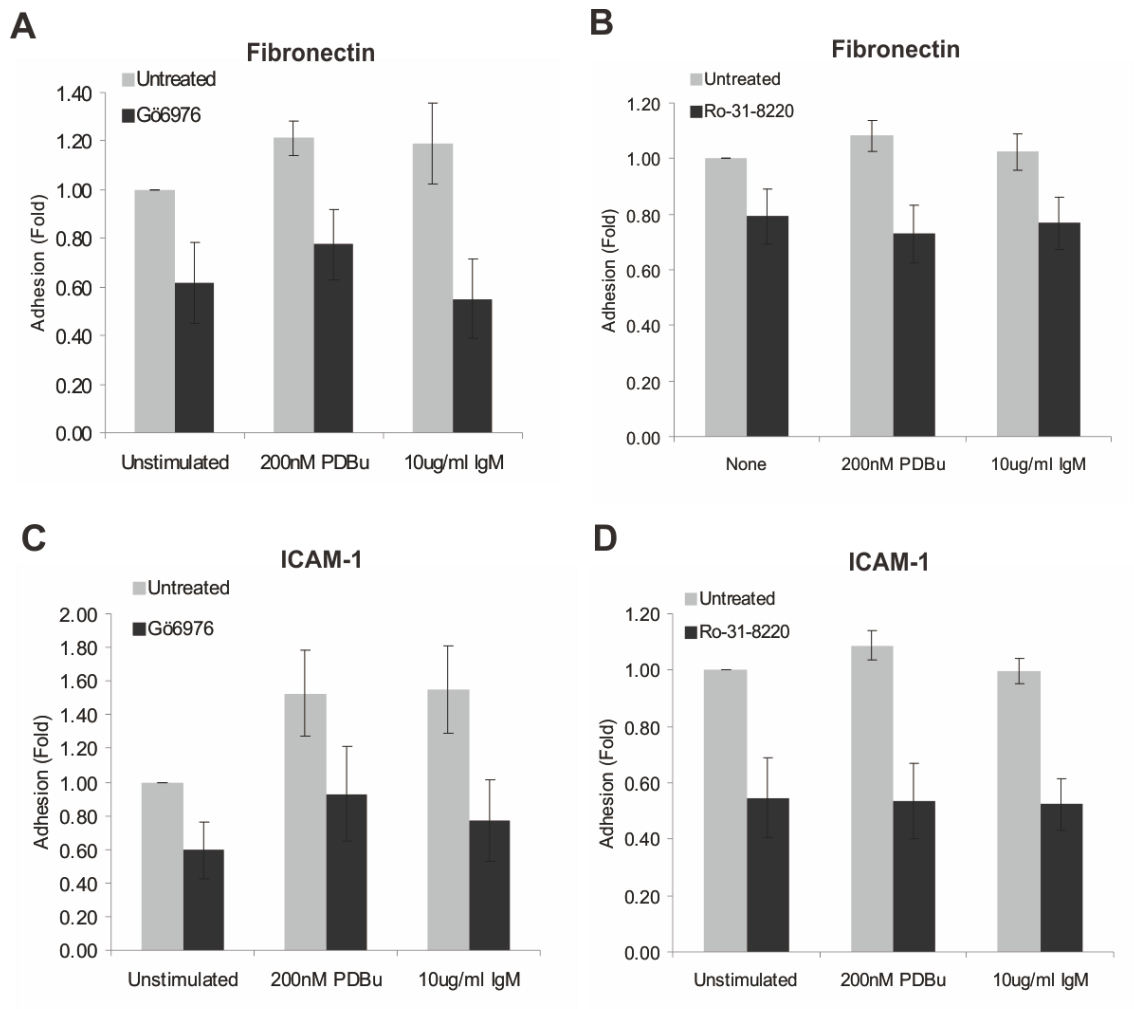 A
Fibronectin
Untreated
Gö6976
1.40
1.20
1.00
0.80
0.60
0.40
0.20
0.00
Adhesion (Fold)
Unstimulated 200nM PDBu 10ug/ml IgM
B
Fibronectin
Untreated
Ro-31-8220
1.20
1.00
0.80
0.60
0.40
0.20
0.00
Adhesion (Fold)
None 200nM PDBu 10ug/ml IgM
C
ICAM-1
Untreated
Gö6976
2.00
1.80
1.60
1.40
1.20
1.00
0.80
0.60
0.40
0.20
0.00
Adhesion (Fold)
Unstimulated 200nM PDBu 10ug/ml IgM
D
ICAM-1
Untreated
Ro-31-8220
1.20
1.00
0.80
0.60
0.40
0.20
0.00
Adhesion (Fold)
Unstimulated 200nM PDBu 10ug/ml IgM